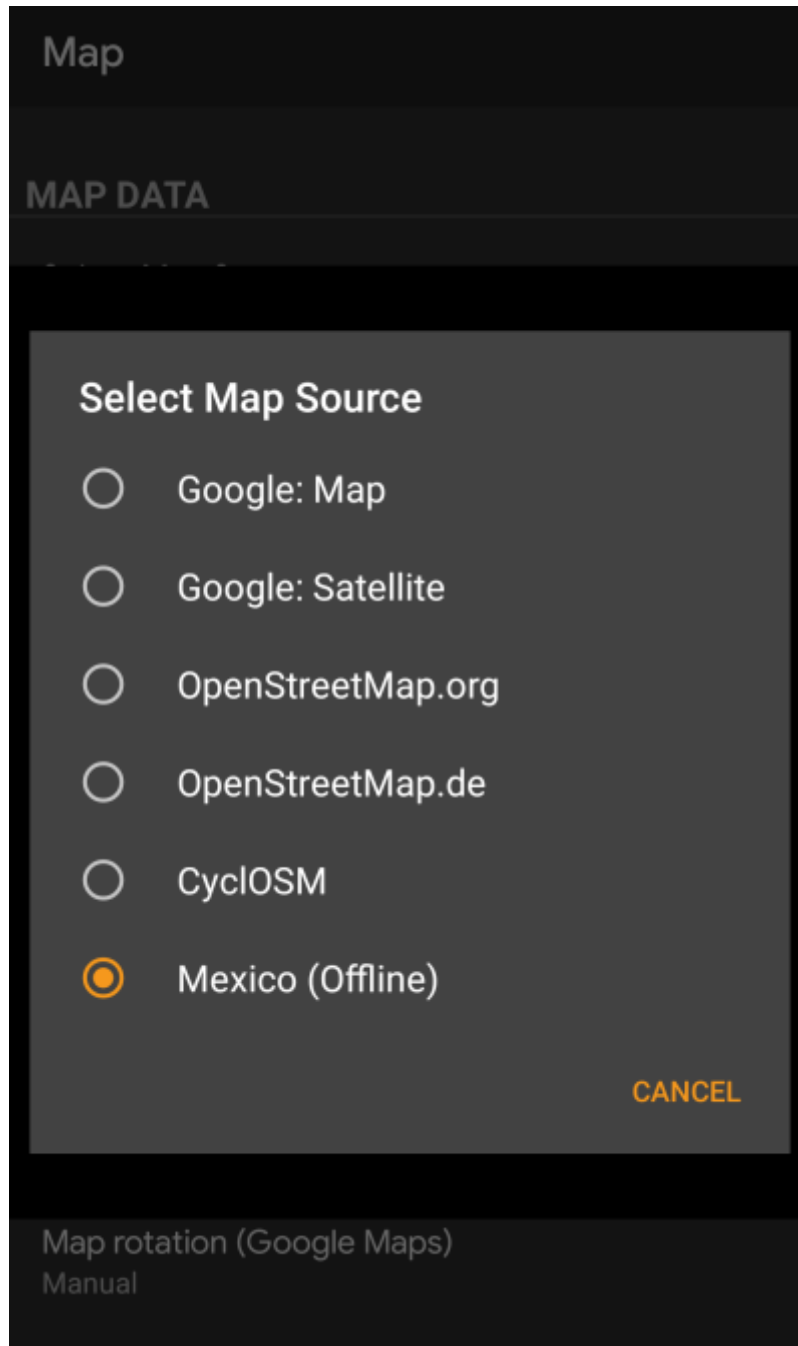 Map
MAP DATA
Select Map Source
Google: Map
Google: Satellite
OpenStreetMap.org
OpenStreetMap.de
CyclOSM
Mexico (Offline)
CANCEL
Map rotation (Google Maps)
Manual